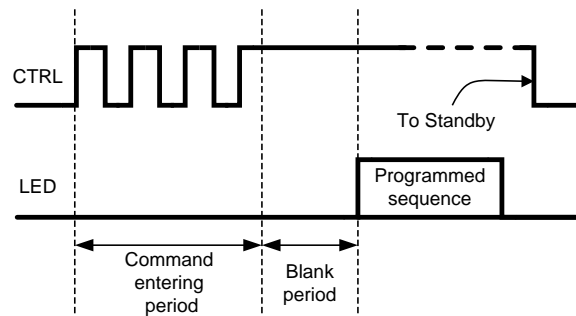 CTRL
To Standby
LED
Programmed
sequence
Command
entering
period
Blank
period